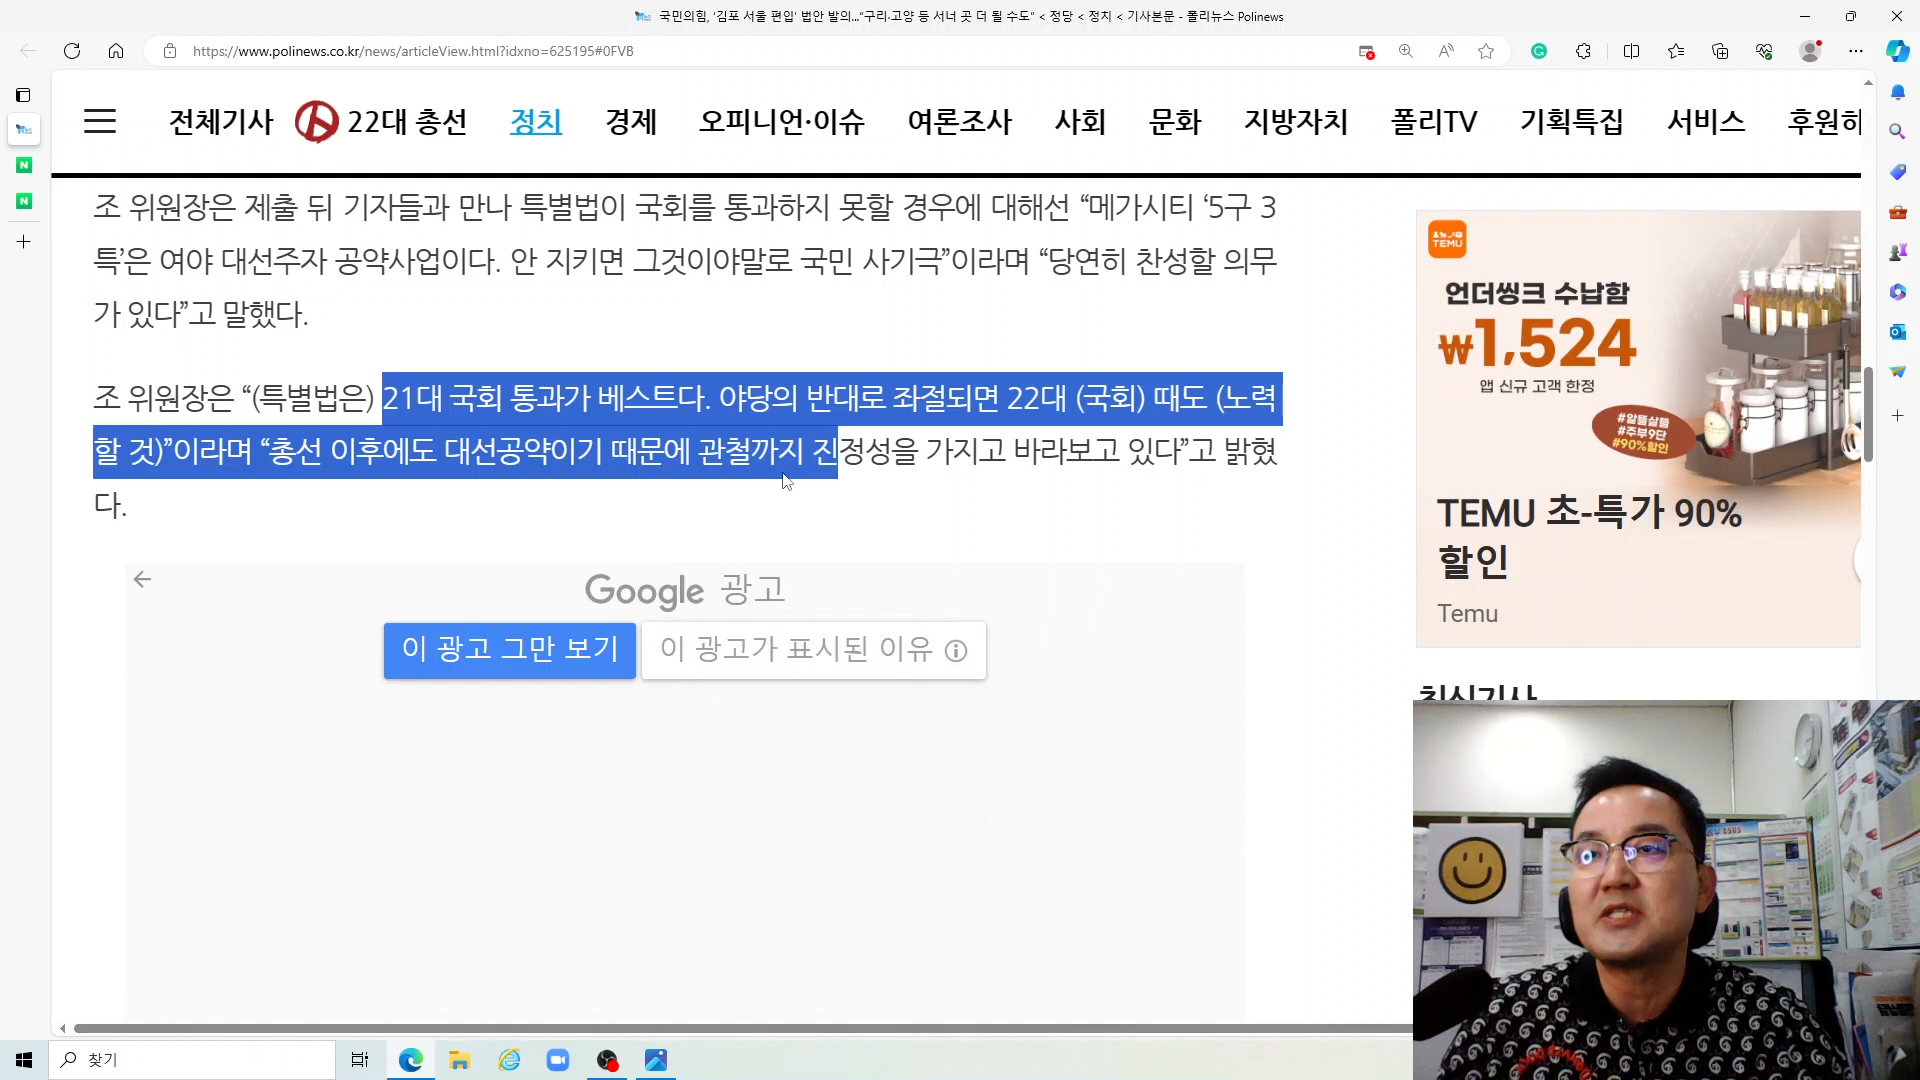 국민의힘, ‘김포 서울 편입’ 법안 발의...“구리·고양 등 서너 곳 더 될 수도” < 정당 < 정치 < 기사본문 - 폴리뉴스 Polinews
https://www.polinews.co.kr/news/articleView.html?idxno=625195#0FVB
전체기사 22대 총선 정치 경제 오피니언·이슈 여론조사 사회 문화 지방자치 폴리TV 기획특집 서비스 후원하
조 위원장은 제출 뒤 기자들과 만나 특별법이 국회를 통과하지 못할 경우에 대해선 “메가시티 ‘5구 3
특’은 여야 대선주자 공약사업이다. 안 지키면 그것이야말로 국민 사기극”이라며 “당연히 찬성할 의무
가 있다”고 말했다.
조 위원장은 “(특별법은) 21대 국회 통과가 베스트다. 야당의 반대로 좌절되면 22대 (국회) 때도 (노력
할 것)”이라며 “총선 이후에도 대선공약이기 때문에 관철까지 진정성을 가지고 바라보고 있다”고 밝혔
다.
Google 광고
이 광고 그만 보기
이 광고가 표시된 이유
TEMU
언더씽크 수납함
₩1,524
앱 신규 고객 한정
#알뜰살뜰
#주부9단
#90%할인
TEMU 초-특가 90%
할인
Temu
최신기사
찾기